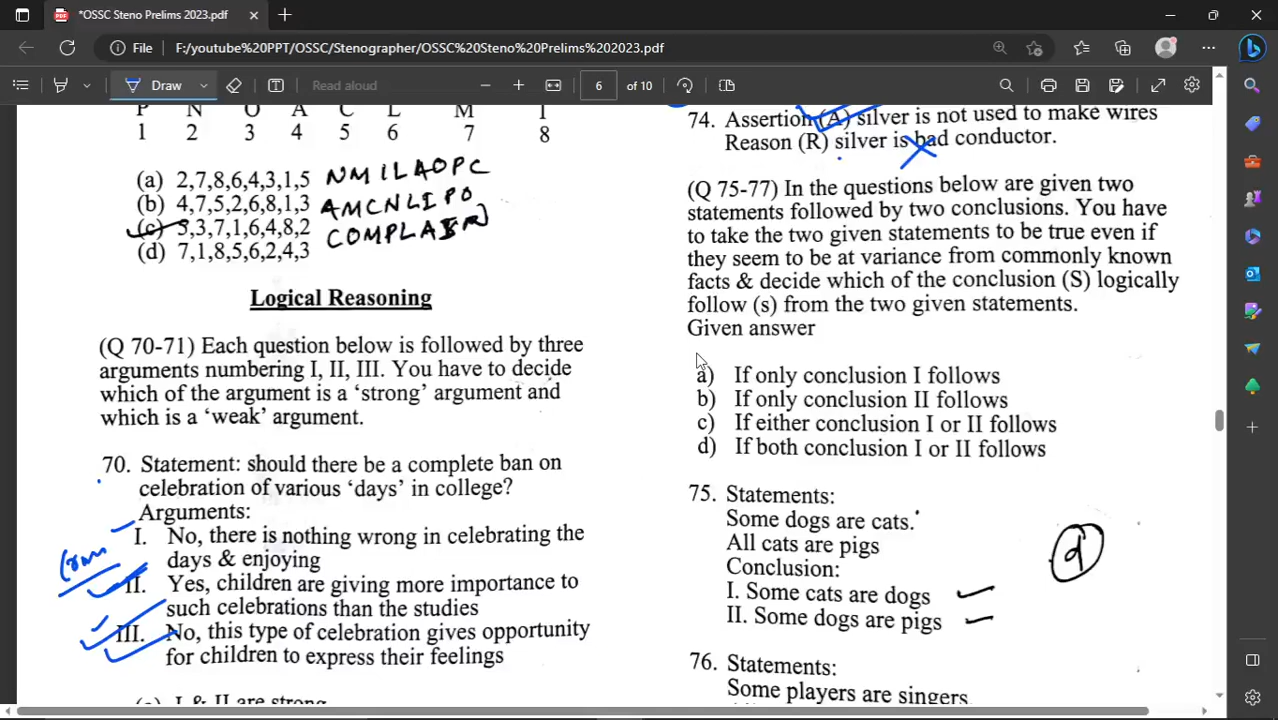 *OSSC Steno Prelims 2023.pdf
File F:/youtube%20PPT/OSSC/Stenographer/OSSC%20Steno%20Prelims%202023.pdf
Draw
Read aloud
6 of 10
P N O A C L M I
1 2 3 4 5 6 7 8
(a) 2,7,8,6,4,3,1,5 NMILAOPC
(b) 4,7,5,2,6,8,1,3 AMCNLIPO
(c) 5,3,7,1,6,4,8,2 COMPLAIN
(d) 7,1,8,5,6,2,4,3
Logical Reasoning
(Q 70-71) Each question below is followed by three
arguments numbering I, II, III. You have to decide
which of the argument is a ‘strong’ argument and
which is a ‘weak’ argument.
70. Statement: should there be a complete ban on
celebration of various ‘days’ in college?
Arguments:
I. No, there is nothing wrong in celebrating the
days & enjoying
II. Yes, children are giving more importance to
such celebrations than the studies
III. No, this type of celebration gives opportunity
for children to express their feelings
(a) I & II are strong
74. Assertion (A) silver is not used to make wires
Reason (R) silver is bad conductor.
(Q 75-77) In the questions below are given two
statements followed by two conclusions. You have
to take the two given statements to be true even if
they seem to be at variance from commonly known
facts & decide which of the conclusion (S) logically
follow (s) from the two given statements.
Given answer
a) If only conclusion I follows
b) If only conclusion II follows
c) If either conclusion I or II follows
d) If both conclusion I or II follows
75. Statements:
Some dogs are cats.
All cats are pigs
Conclusion:
I. Some cats are dogs
II. Some dogs are pigs
d
76. Statements:
Some players are singers